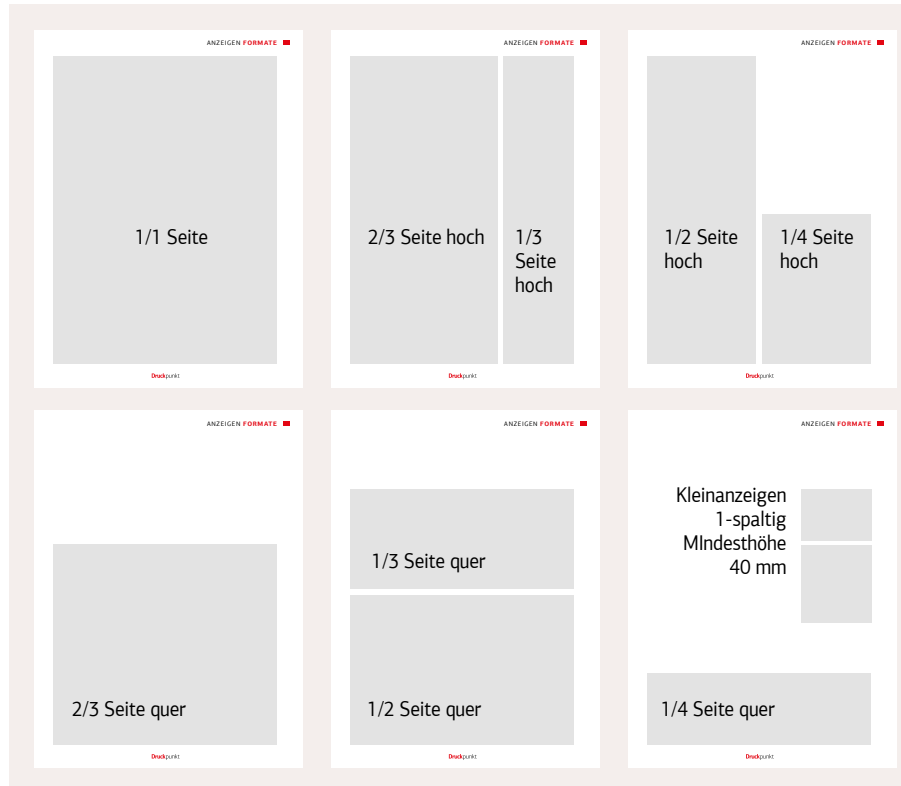 ANZEIGEN FORMATE
1/1 Seite
Druckpunkt
ANZEIGEN FORMATE
2/3 Seite hoch
1/3
Seite
hoch
Druckpunkt
ANZEIGEN FORMATE
1/2 Seite
hoch
1/4 Seite
hoch
Druckpunkt
ANZEIGEN FORMATE
2/3 Seite quer
Druckpunkt
ANZEIGEN FORMATE
1/3 Seite quer
1/2 Seite quer
Druckpunkt
ANZEIGEN FORMATE
Kleinanzeigen
1-spaltig
MIndesthöhe
40 mm
1/4 Seite quer
Druckpunkt